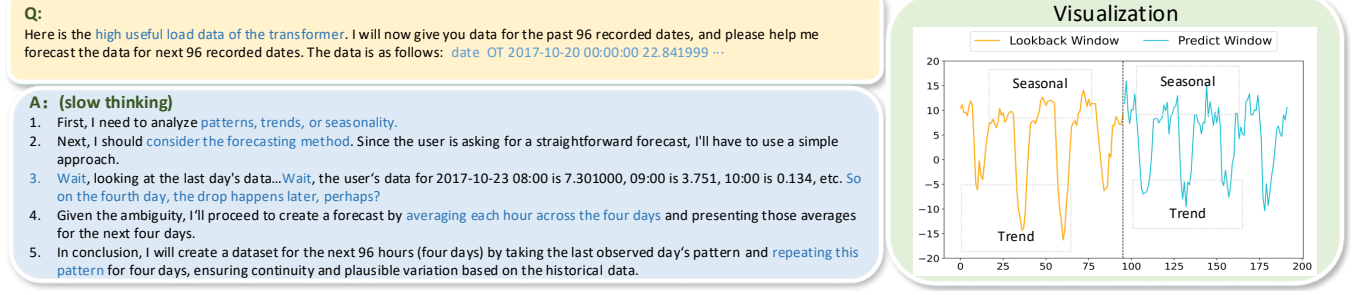 Q:
Here is the high useful load data of the transformer. I will now give you data for the past 96 recorded dates, and please help me
forecast the data for next 96 recorded dates. The data is as follows: date OT 2017-10-20 00:00:00 22.841999 ···
A: (slow thinking)
1. First, I need to analyze patterns, trends, or seasonality.
2. Next, I should consider the forecasting method. Since the user is asking for a straightforward forecast, I'll have to use a simple
approach.
3. Wait, looking at the last day's data…Wait, the user's data for 2017-10-23 08:00 is 7.301000, 09:00 is 3.751, 10:00 is 0.134, etc. So
on the fourth day, the drop happens later, perhaps?
4. Given the ambiguity, I'll proceed to create a forecast by averaging each hour across the four days and presenting those averages
for the next four days.
5. In conclusion, I will create a dataset for the next 96 hours (four days) by taking the last observed day's pattern and repeating this
pattern for four days, ensuring continuity and plausible variation based on the historical data.
Visualization
Lookback Window
Predict Window
20
15
10
5
0
−5
−10
−15
−20
Seasonal
Seasonal
Trend
Trend
0
25
50
75
100
125
150
175
200